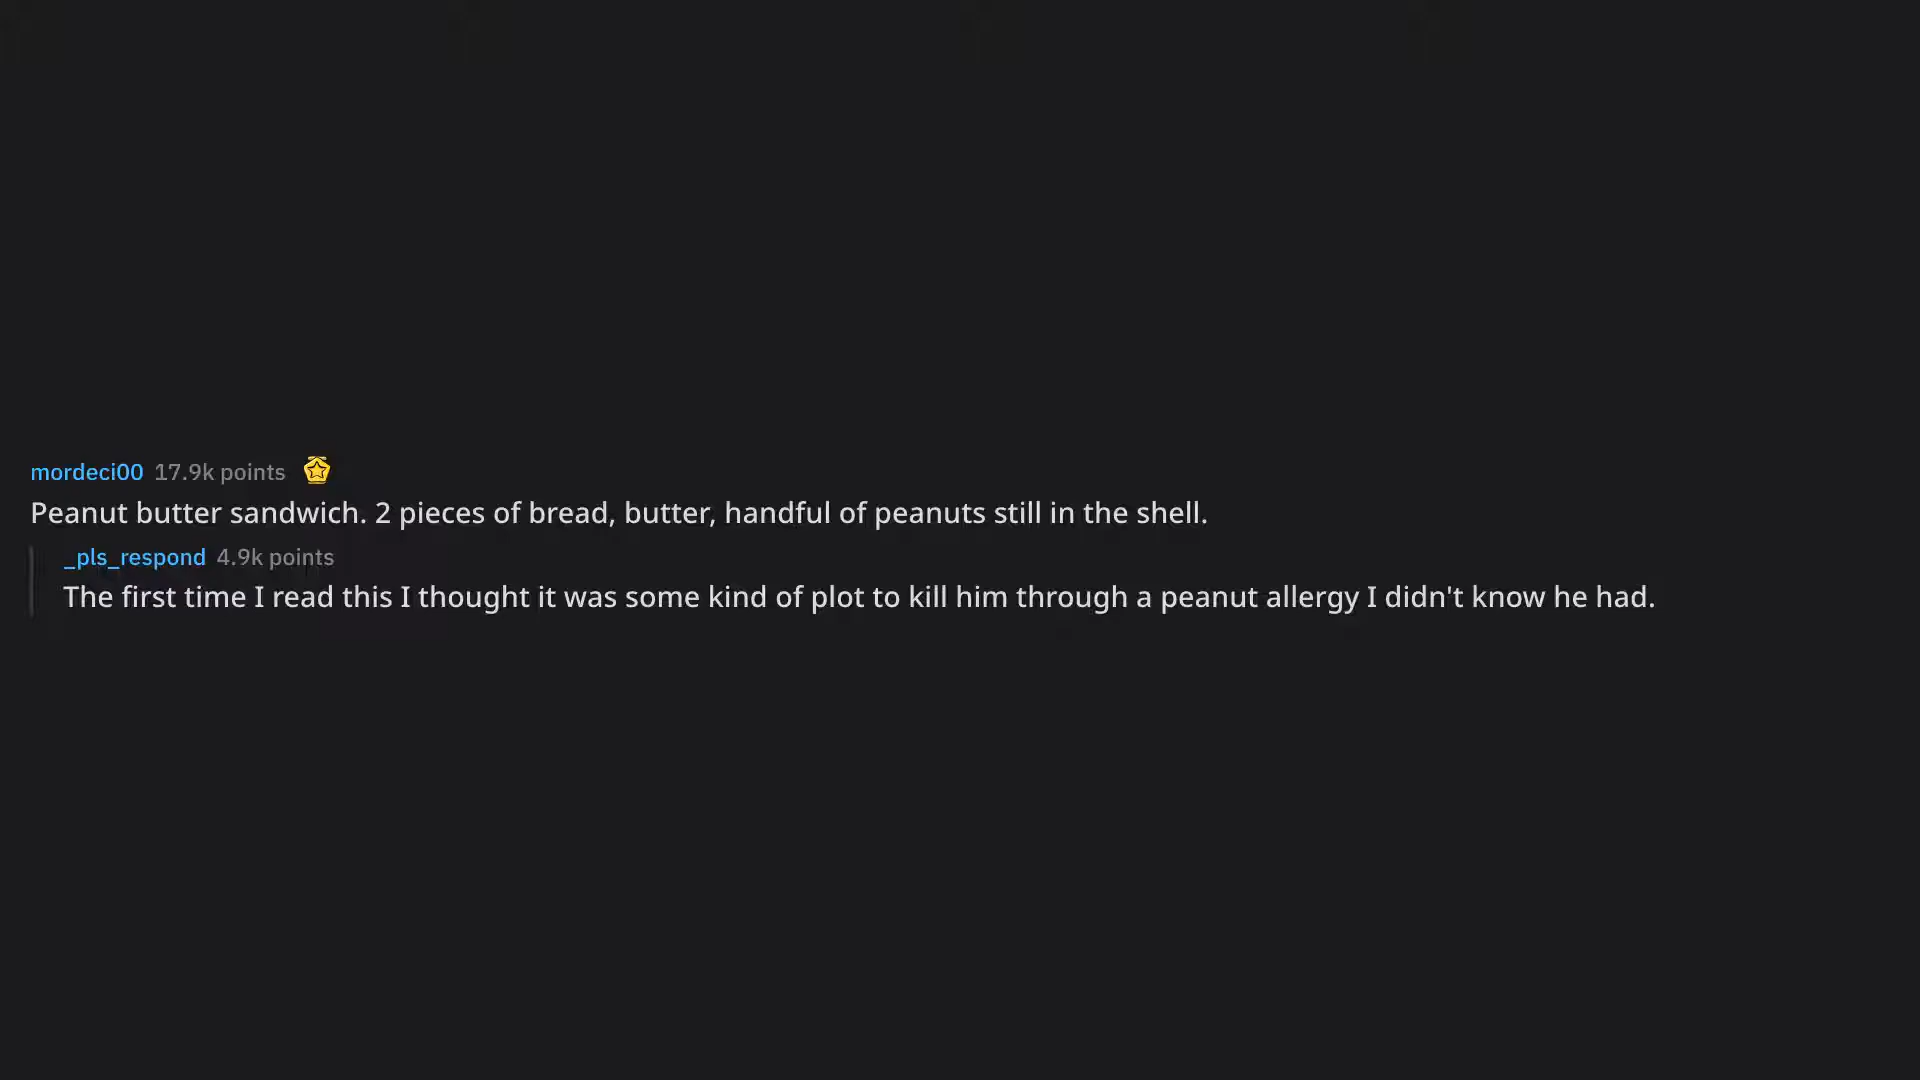 mordeci00 17.9k points
Peanut butter sandwich. 2 pieces of bread, butter, handful of peanuts still in the shell.
_pls_respond 4.9k points
The first time I read this I thought it was some kind of plot to kill him through a peanut allergy I didn't know he had.